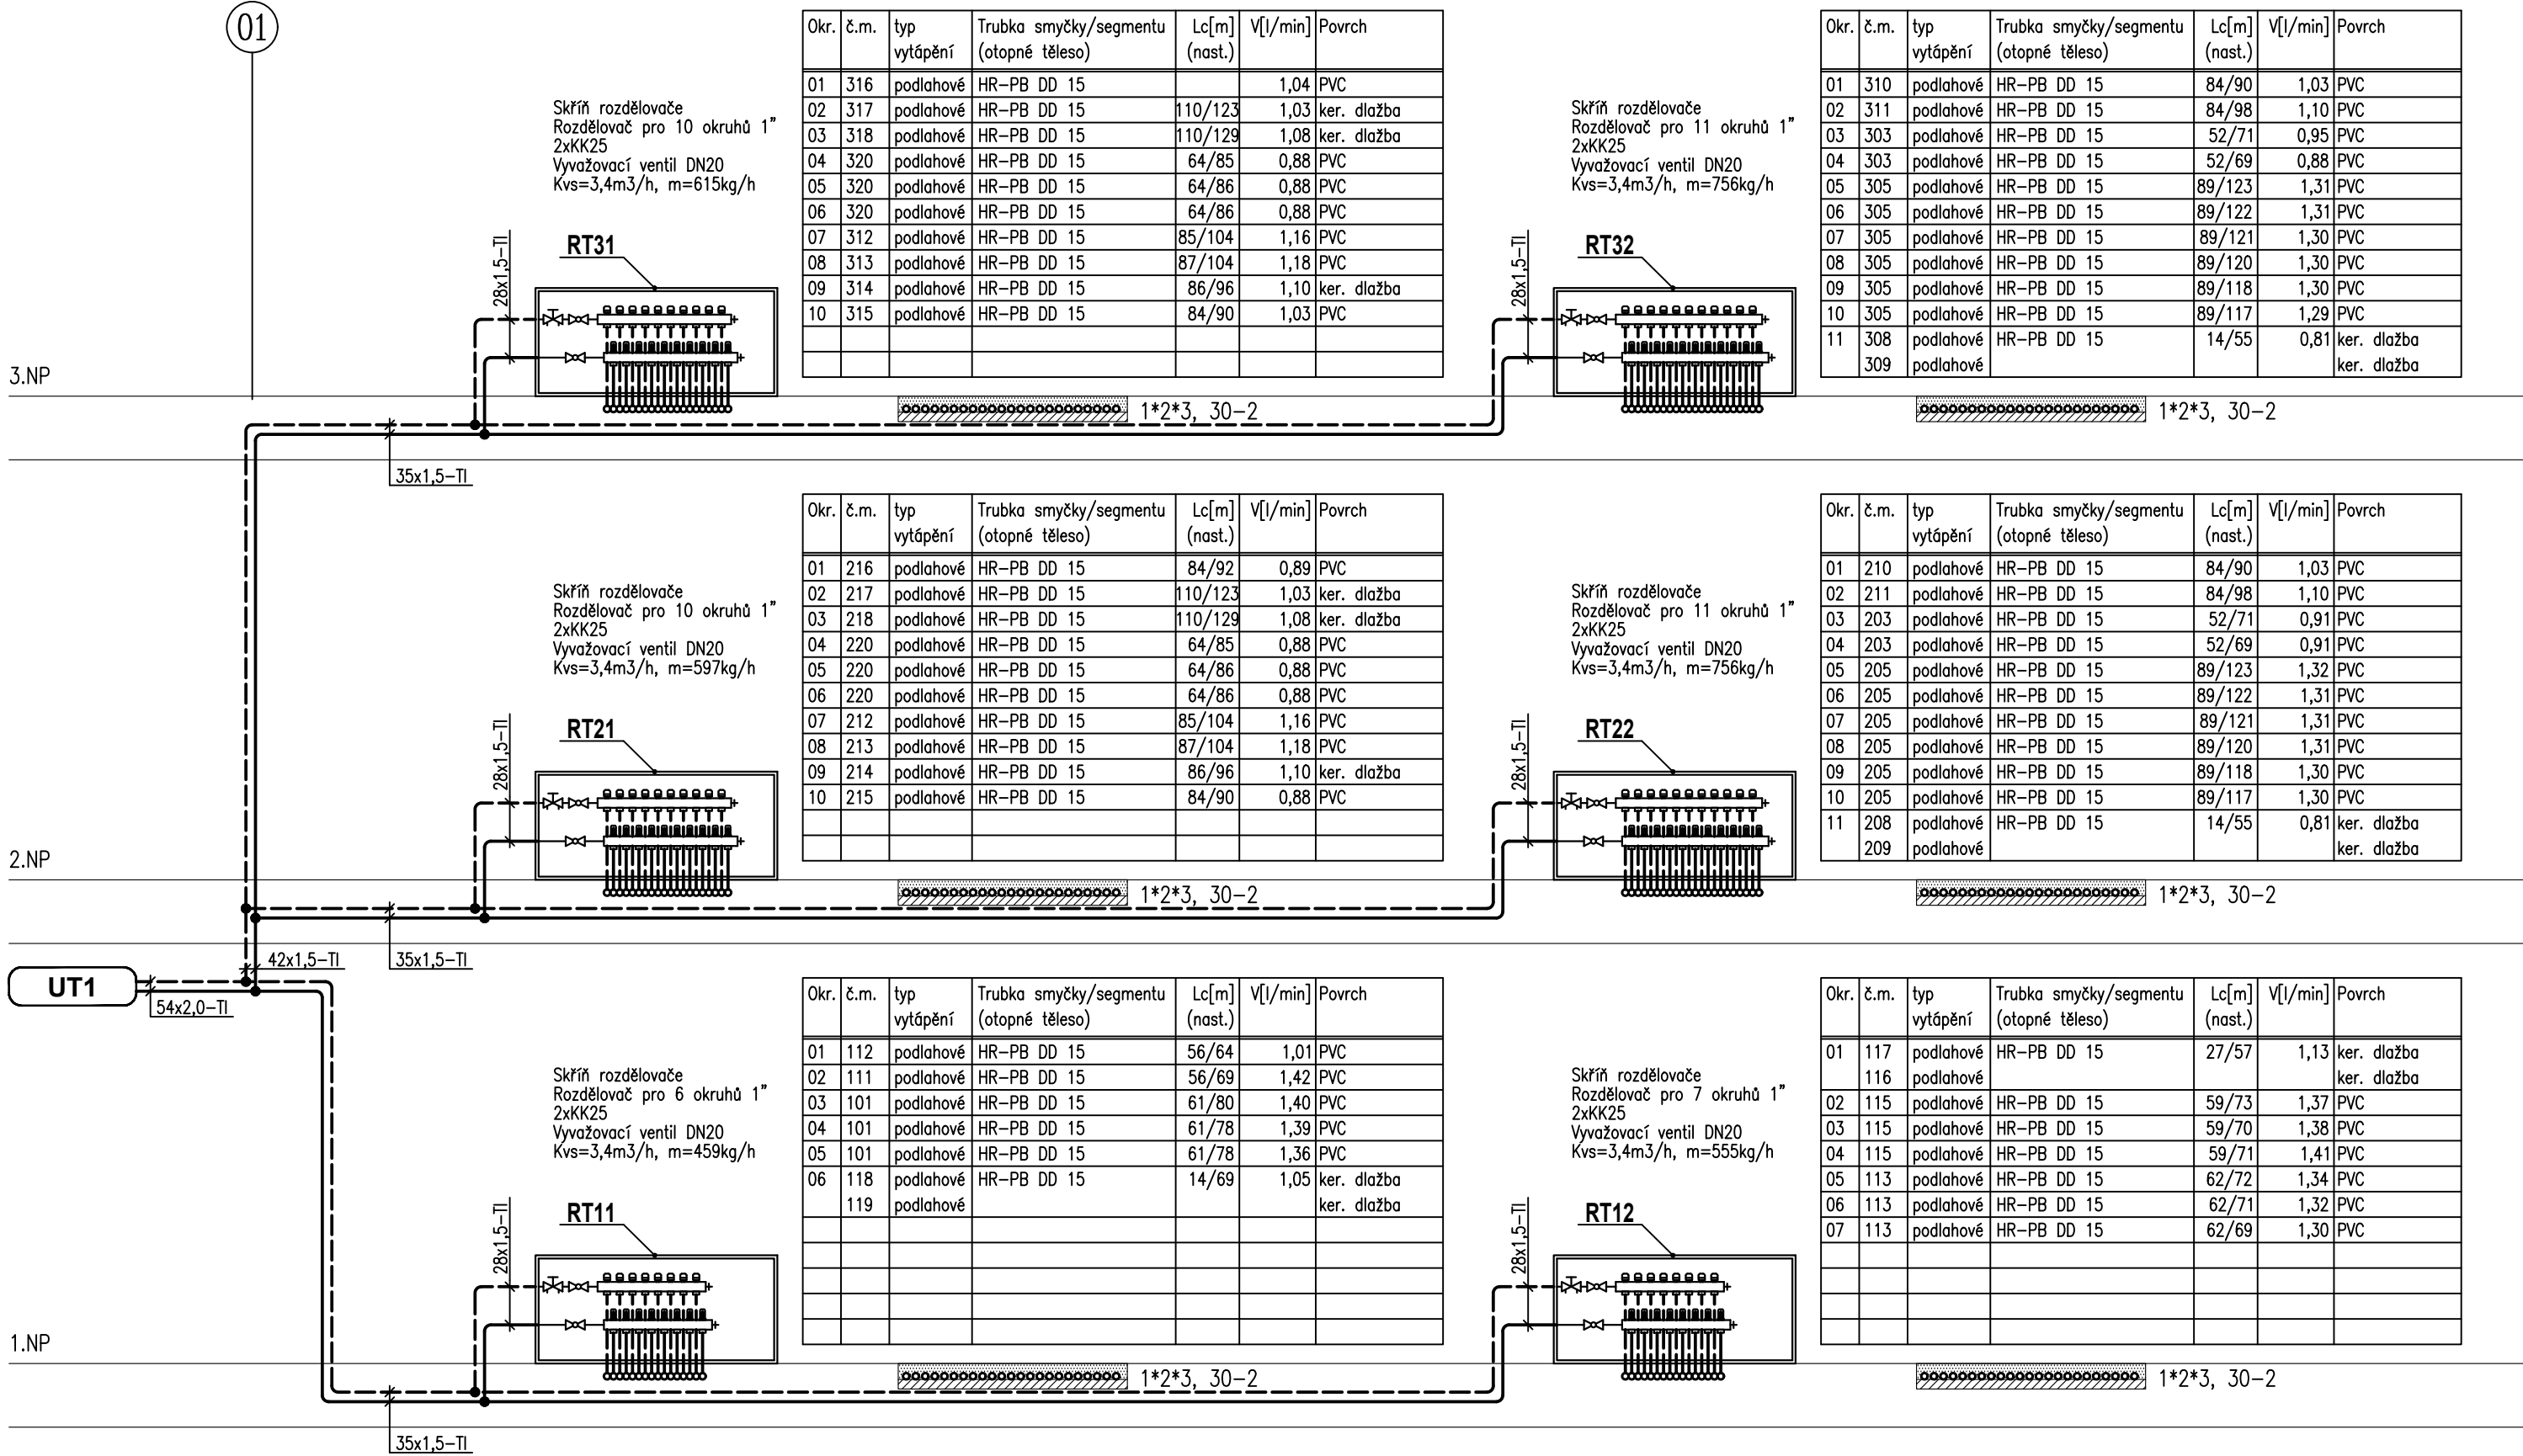 01
Skříň rozdělovače
Rozdělovač pro 10 okruhů 1"
2xKK25
Vyvažovací ventil DN20
Kvs=3,4m3/h, m=615kg/h
28x1,5-TI
RT31
Okr. č.m. typ vytápění Trubka smyčky/segmentu (otopné těleso) Lc[m] (nast.) V[l/min] Povrch
01 316 podlahové HR-PB DD 15 1,04 PVC
02 317 podlahové HR-PB DD 15 110/123 1,03 ker. dlažba
03 318 podlahové HR-PB DD 15 110/129 1,08 ker. dlažba
04 320 podlahové HR-PB DD 15 64/85 0,88 PVC
05 320 podlahové HR-PB DD 15 64/86 0,88 PVC
06 320 podlahové HR-PB DD 15 64/86 0,88 PVC
07 312 podlahové HR-PB DD 15 85/104 1,16 PVC
08 313 podlahové HR-PB DD 15 87/104 1,18 PVC
09 314 podlahové HR-PB DD 15 86/96 1,10 ker. dlažba
10 315 podlahové HR-PB DD 15 84/90 1,03 PVC
Skříň rozdělovače
Rozdělovač pro 11 okruhů 1"
2xKK25
Vyvažovací ventil DN20
Kvs=3,4m3/h, m=756kg/h
28x1,5-TI
RT32
Okr. č.m. typ vytápění Trubka smyčky/segmentu (otopné těleso) Lc[m] (nast.) V[l/min] Povrch
01 310 podlahové HR-PB DD 15 84/90 1,03 PVC
02 311 podlahové HR-PB DD 15 84/98 1,10 PVC
03 303 podlahové HR-PB DD 15 52/71 0,95 PVC
04 303 podlahové HR-PB DD 15 52/69 0,88 PVC
05 305 podlahové HR-PB DD 15 89/123 1,31 PVC
06 305 podlahové HR-PB DD 15 89/122 1,31 PVC
07 305 podlahové HR-PB DD 15 89/121 1,30 PVC
08 305 podlahové HR-PB DD 15 89/120 1,30 PVC
09 305 podlahové HR-PB DD 15 89/118 1,30 PVC
10 305 podlahové HR-PB DD 15 89/117 1,29 PVC
11 308 podlahové HR-PB DD 15 14/55 0,81 ker. dlažba
309 podlahové ker. dlažba
3.NP
1*2*3, 30-2
1*2*3, 30-2
35x1,5-TI
Skříň rozdělovače
Rozdělovač pro 10 okruhů 1"
2xKK25
Vyvažovací ventil DN20
Kvs=3,4m3/h, m=597kg/h
28x1,5-TI
RT21
Okr. č.m. typ vytápění Trubka smyčky/segmentu (otopné těleso) Lc[m] (nast.) V[l/min] Povrch
01 216 podlahové HR-PB DD 15 84/92 0,89 PVC
02 217 podlahové HR-PB DD 15 110/123 1,03 ker. dlažba
03 218 podlahové HR-PB DD 15 110/129 1,08 ker. dlažba
04 220 podlahové HR-PB DD 15 64/85 0,88 PVC
05 220 podlahové HR-PB DD 15 64/86 0,88 PVC
06 220 podlahové HR-PB DD 15 64/86 0,88 PVC
07 212 podlahové HR-PB DD 15 85/104 1,16 PVC
08 213 podlahové HR-PB DD 15 87/104 1,18 PVC
09 214 podlahové HR-PB DD 15 86/96 1,10 ker. dlažba
10 215 podlahové HR-PB DD 15 84/90 0,88 PVC
Skříň rozdělovače
Rozdělovač pro 11 okruhů 1"
2xKK25
Vyvažovací ventil DN20
Kvs=3,4m3/h, m=756kg/h
28x1,5-TI
RT22
Okr. č.m. typ vytápění Trubka smyčky/segmentu (otopné těleso) Lc[m] (nast.) V[l/min] Povrch
01 210 podlahové HR-PB DD 15 84/90 1,03 PVC
02 211 podlahové HR-PB DD 15 84/98 1,10 PVC
03 203 podlahové HR-PB DD 15 52/71 0,91 PVC
04 203 podlahové HR-PB DD 15 52/69 0,91 PVC
05 205 podlahové HR-PB DD 15 89/123 1,32 PVC
06 205 podlahové HR-PB DD 15 89/122 1,31 PVC
07 205 podlahové HR-PB DD 15 89/121 1,31 PVC
08 205 podlahové HR-PB DD 15 89/120 1,31 PVC
09 205 podlahové HR-PB DD 15 89/118 1,30 PVC
10 205 podlahové HR-PB DD 15 89/117 1,30 PVC
11 208 podlahové HR-PB DD 15 14/55 0,81 ker. dlažba
209 podlahové ker. dlažba
2.NP
1*2*3, 30-2
1*2*3, 30-2
42x1,5-TI
35x1,5-TI
UT1
54x2,0-TI
Skříň rozdělovače
Rozdělovač pro 6 okruhů 1"
2xKK25
Vyvažovací ventil DN20
Kvs=3,4m3/h, m=459kg/h
28x1,5-TI
RT11
Okr. č.m. typ vytápění Trubka smyčky/segmentu (otopné těleso) Lc[m] (nast.) V[l/min] Povrch
01 112 podlahové HR-PB DD 15 56/64 1,01 PVC
02 111 podlahové HR-PB DD 15 56/69 1,42 PVC
03 101 podlahové HR-PB DD 15 61/80 1,40 PVC
04 101 podlahové HR-PB DD 15 61/78 1,39 PVC
05 101 podlahové HR-PB DD 15 61/78 1,36 PVC
06 118 podlahové HR-PB DD 15 14/69 1,05 ker. dlažba
119 podlahové ker. dlažba
Skříň rozdělovače
Rozdělovač pro 7 okruhů 1"
2xKK25
Vyvažovací ventil DN20
Kvs=3,4m3/h, m=555kg/h
28x1,5-TI
RT12
Okr. č.m. typ vytápění Trubka smyčky/segmentu (otopné těleso) Lc[m] (nast.) V[l/min] Povrch
01 117 podlahové HR-PB DD 15 27/57 1,13 ker. dlažba
116 podlahové ker. dlažba
02 115 podlahové HR-PB DD 15 59/73 1,37 PVC
03 115 podlahové HR-PB DD 15 59/70 1,38 PVC
04 115 podlahové HR-PB DD 15 59/71 1,41 PVC
05 113 podlahové HR-PB DD 15 62/72 1,34 PVC
06 113 podlahové HR-PB DD 15 62/71 1,32 PVC
07 113 podlahové HR-PB DD 15 62/69 1,30 PVC
1.NP
1*2*3, 30-2
1*2*3, 30-2
35x1,5-TI